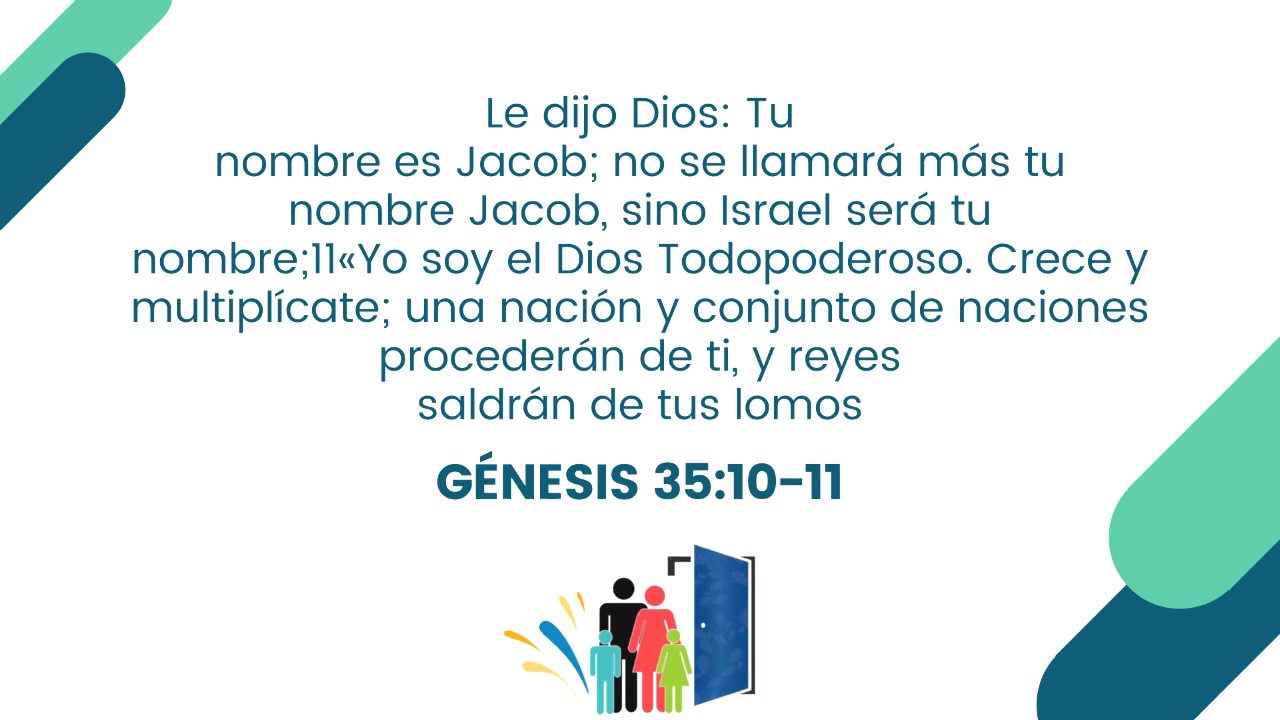 Le dijo Dios: Tu
nombre es Jacob; no se llamará más tu
nombre Jacob, sino Israel será tu
nombre;11«Yo soy el Dios Todopoderoso. Crece y
multiplícate; una nación y conjunto de naciones
procederán de ti, y reyes
saldrán de tus lomos
GÉNESIS 35:10-11